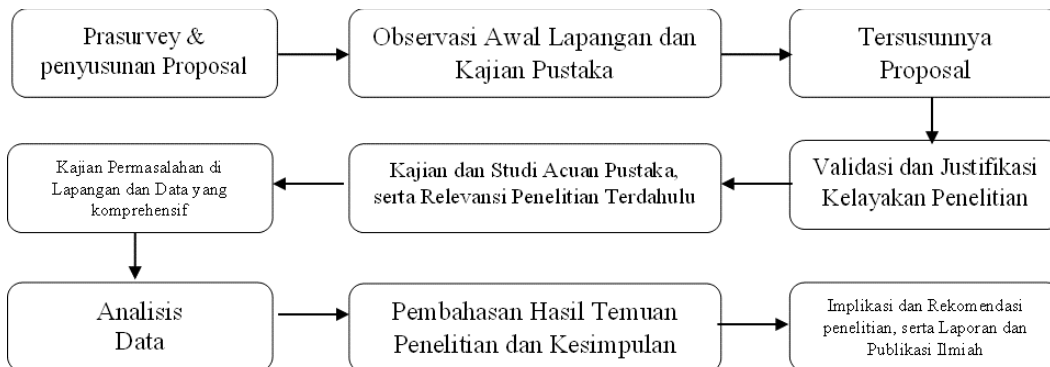 Prasurvey &
penyusunan Proposal
Observasi Awal Lapangan dan
Kajian Pustaka
Tersusunnya
Proposal
Validasi dan Justifikasi
Kelayakan Penelitian
Kajian dan Studi Acuan Pustaka,
serta Relevansi Penelitian Terdahulu
Kajian Permasalahan di
Lapangan dan Data yang
komprehensif
Analisis
Data
Pembahasan Hasil Temuan
Penelitian dan Kesimpulan
Implikasi dan Rekomendasi
penelitian, serta Laporan dan
Publikasi Ilmiah